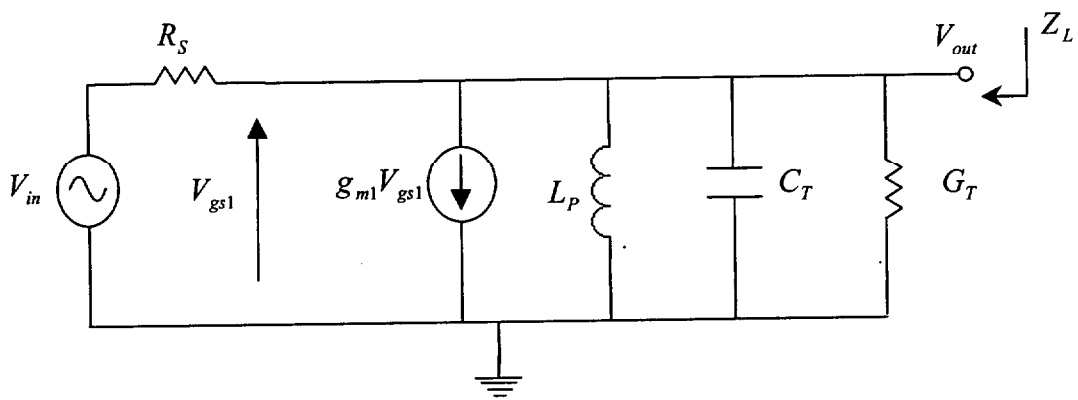 R_S
V_out
Z_L
V_in
V_gs1
g_m1V_gs1
L_P
C_T
G_T